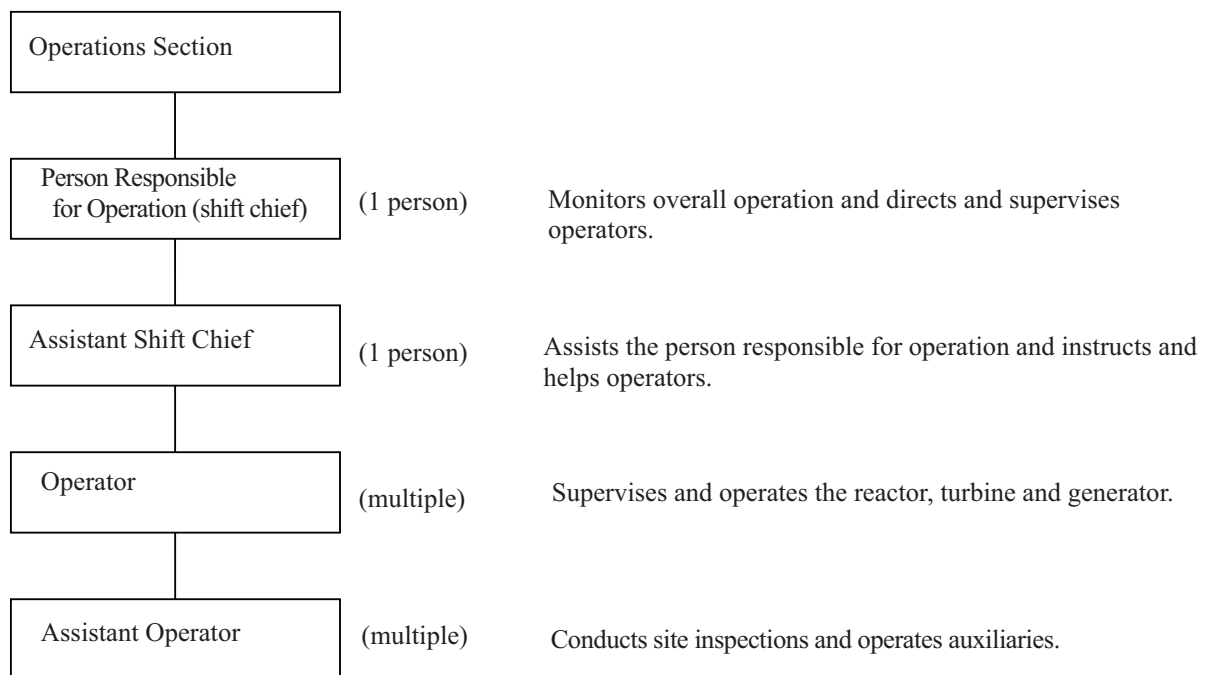 Operations Section
Person Responsible
for Operation (shift chief)
(1 person)
Monitors overall operation and directs and supervises
operators.
Assistant Shift Chief
(1 person)
Assists the person responsible for operation and instructs and
helps operators.
Operator
(multiple)
Supervises and operates the reactor, turbine and generator.
Assistant Operator
(multiple)
Conducts site inspections and operates auxiliaries.